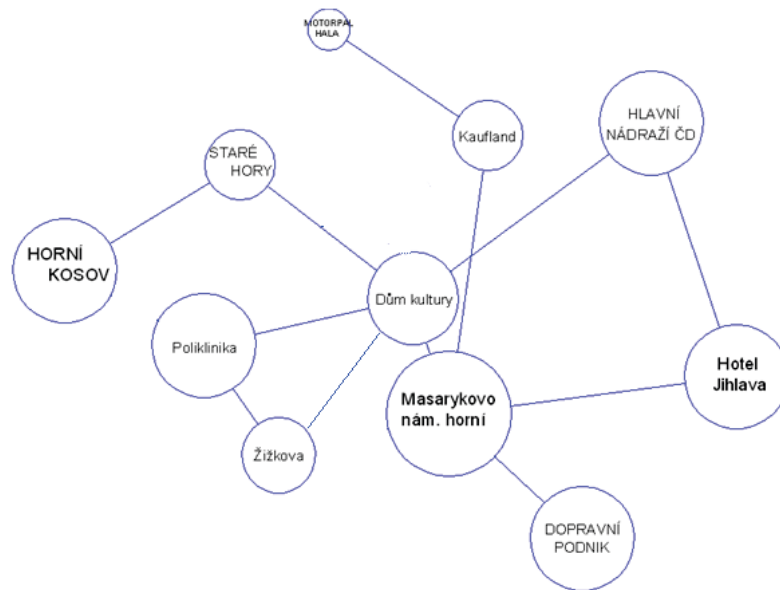 MOTORPAL
HALA
Kaufland
HLAVNÍ
NÁDRAŽÍ ČD
STARÉ
HORY
HORNÍ
KOSOV
Dům kultury
Poliklinika
Hotel
Jihlava
Masarykovo
nám. horní
Žižkova
DOPRAVNÍ
PODNIK